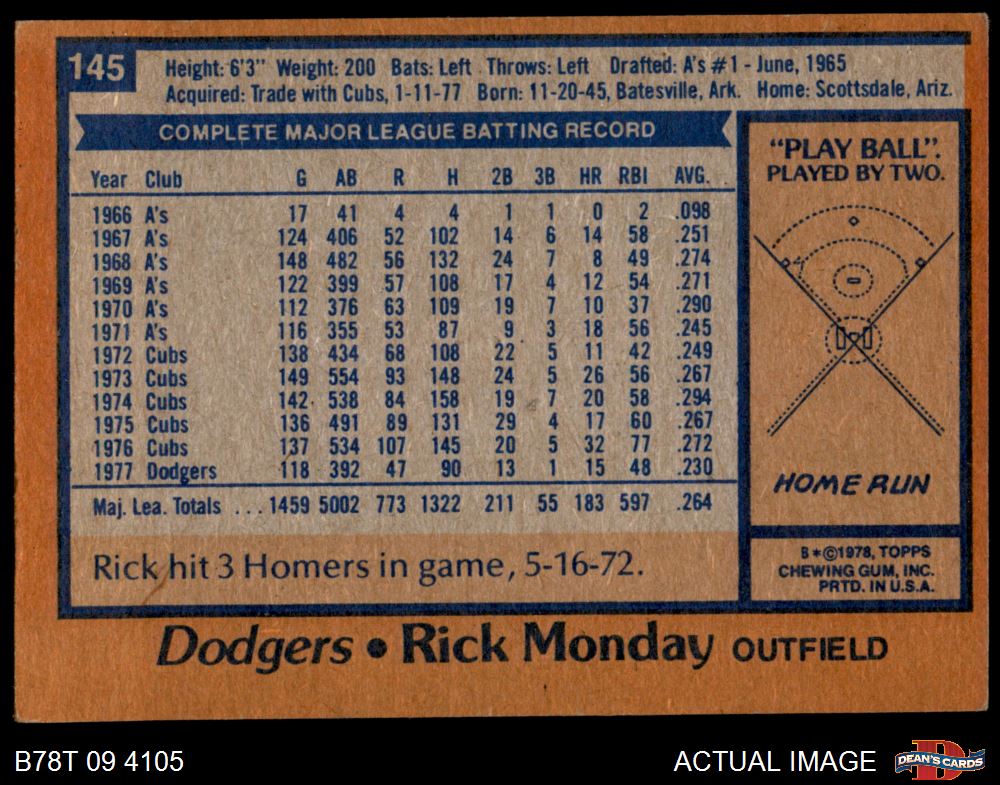 145
Height: 6'3" Weight: 200 Bats: Left Throws: Left Drafted: A's #1 - June, 1965
Acquired: Trade with Cubs, 1-11-77 Born: 11-20-45, Batesville, Ark. Home: Scottsdale, Ariz.
COMPLETE MAJOR LEAGUE BATTING RECORD
Year Club G AB R H 2B 3B HR RBI AVG.
1966 A's 17 41 4 4 1 1 0 2 .098
1967 A's 124 406 52 102 14 6 14 58 .251
1968 A's 148 482 56 132 24 7 8 49 .274
1969 A's 122 399 57 108 17 4 12 54 .271
1970 A's 112 376 63 109 19 7 10 37 .290
1971 A's 116 355 53 87 9 3 18 56 .245
1972 Cubs 138 434 68 108 22 5 11 42 .249
1973 Cubs 149 554 93 148 24 5 26 56 .267
1974 Cubs 142 538 84 158 19 7 20 58 .294
1975 Cubs 136 491 89 131 29 4 17 60 .267
1976 Cubs 137 534 107 145 20 5 32 77 .272
1977 Dodgers 118 392 47 90 13 1 15 48 .230
Maj. Lea. Totals ... 1459 5002 773 1322 211 55 183 597 .264
Rick hit 3 Homers in game, 5-16-72.
"PLAY BALL".
PLAYED BY TWO.
HOME RUN
B*©1978, TOPPS
CHEWING GUM, INC.
PRTD. IN U.S.A.
Dodgers • Rick Monday OUTFIELD
B78T 09 4105
ACTUAL IMAGE
D
DEAN'S CARDS